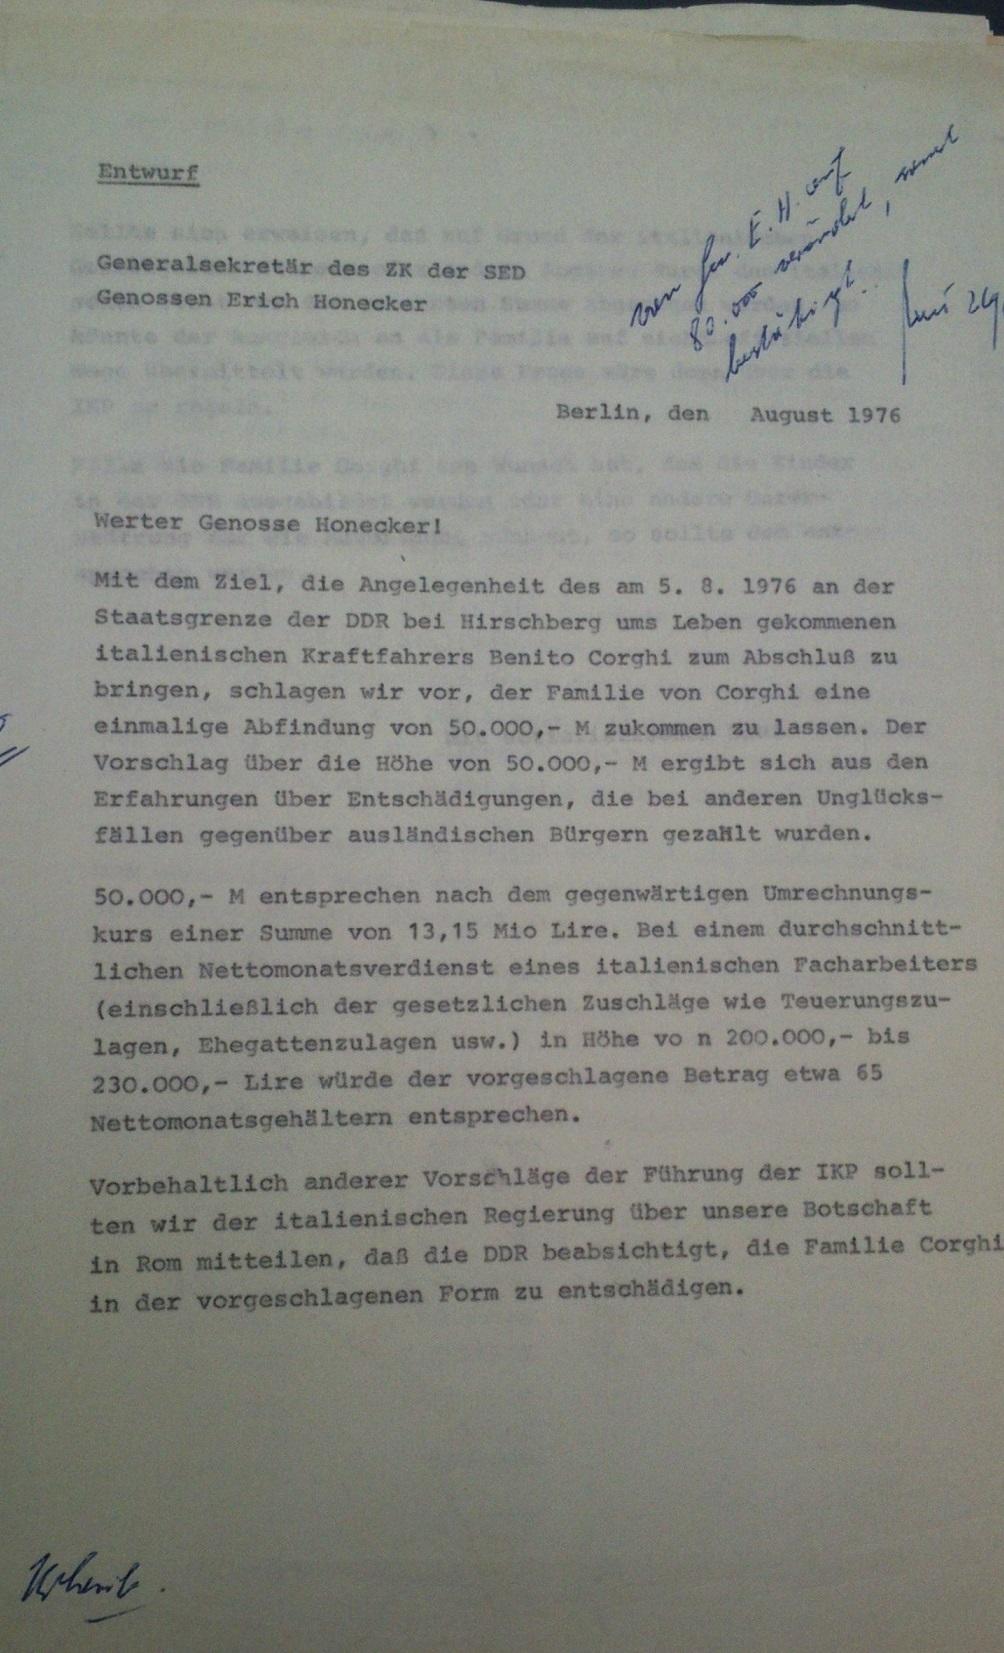 Entwurf
Generalsekretär des ZK der SED
Genossen Erich Honecker
von Gen. E. H. auf
80.000 verändert, sonst
bestätigt.
Berlin, den August 1976
Werter Genosse Honecker!
Mit dem Ziel, die Angelegenheit des am 5. 8. 1976 an der
Staatsgrenze der DDR bei Hirschberg ums Leben gekommenen
italienischen Kraftfahrers Benito Corghi zum Abschluß zu
bringen, schlagen wir vor, der Familie von Corghi eine
einmalige Abfindung von 50.000,- M zukommen zu lassen. Der
Vorschlag über die Höhe von 50.000,- M ergibt sich aus den
Erfahrungen über Entschädigungen, die bei anderen Unglücks-
fällen gegenüber ausländischen Bürgern gezahlt wurden.
50.000,- M entsprechen nach dem gegenwärtigen Umrechnungs-
kurs einer Summe von 13,15 Mio Lire. Bei einem durchschnitt-
lichen Nettomonatsverdienst eines italienischen Facharbeiters
(einschließlich der gesetzlichen Zuschläge wie Teuerungszu-
lagen, Ehegattenzulagen usw.) in Höhe vo n 200.000,- bis
230.000,- Lire würde der vorgeschlagene Betrag etwa 65
Nettomonatsgehältern entsprechen.
Vorbehaltlich anderer Vorschläge der Führung der IKP soll-
ten wir der italienischen Regierung über unsere Botschaft
in Rom mitteilen, daß die DDR beabsichtigt, die Familie Corghi
in der vorgeschlagenen Form zu entschädigen.